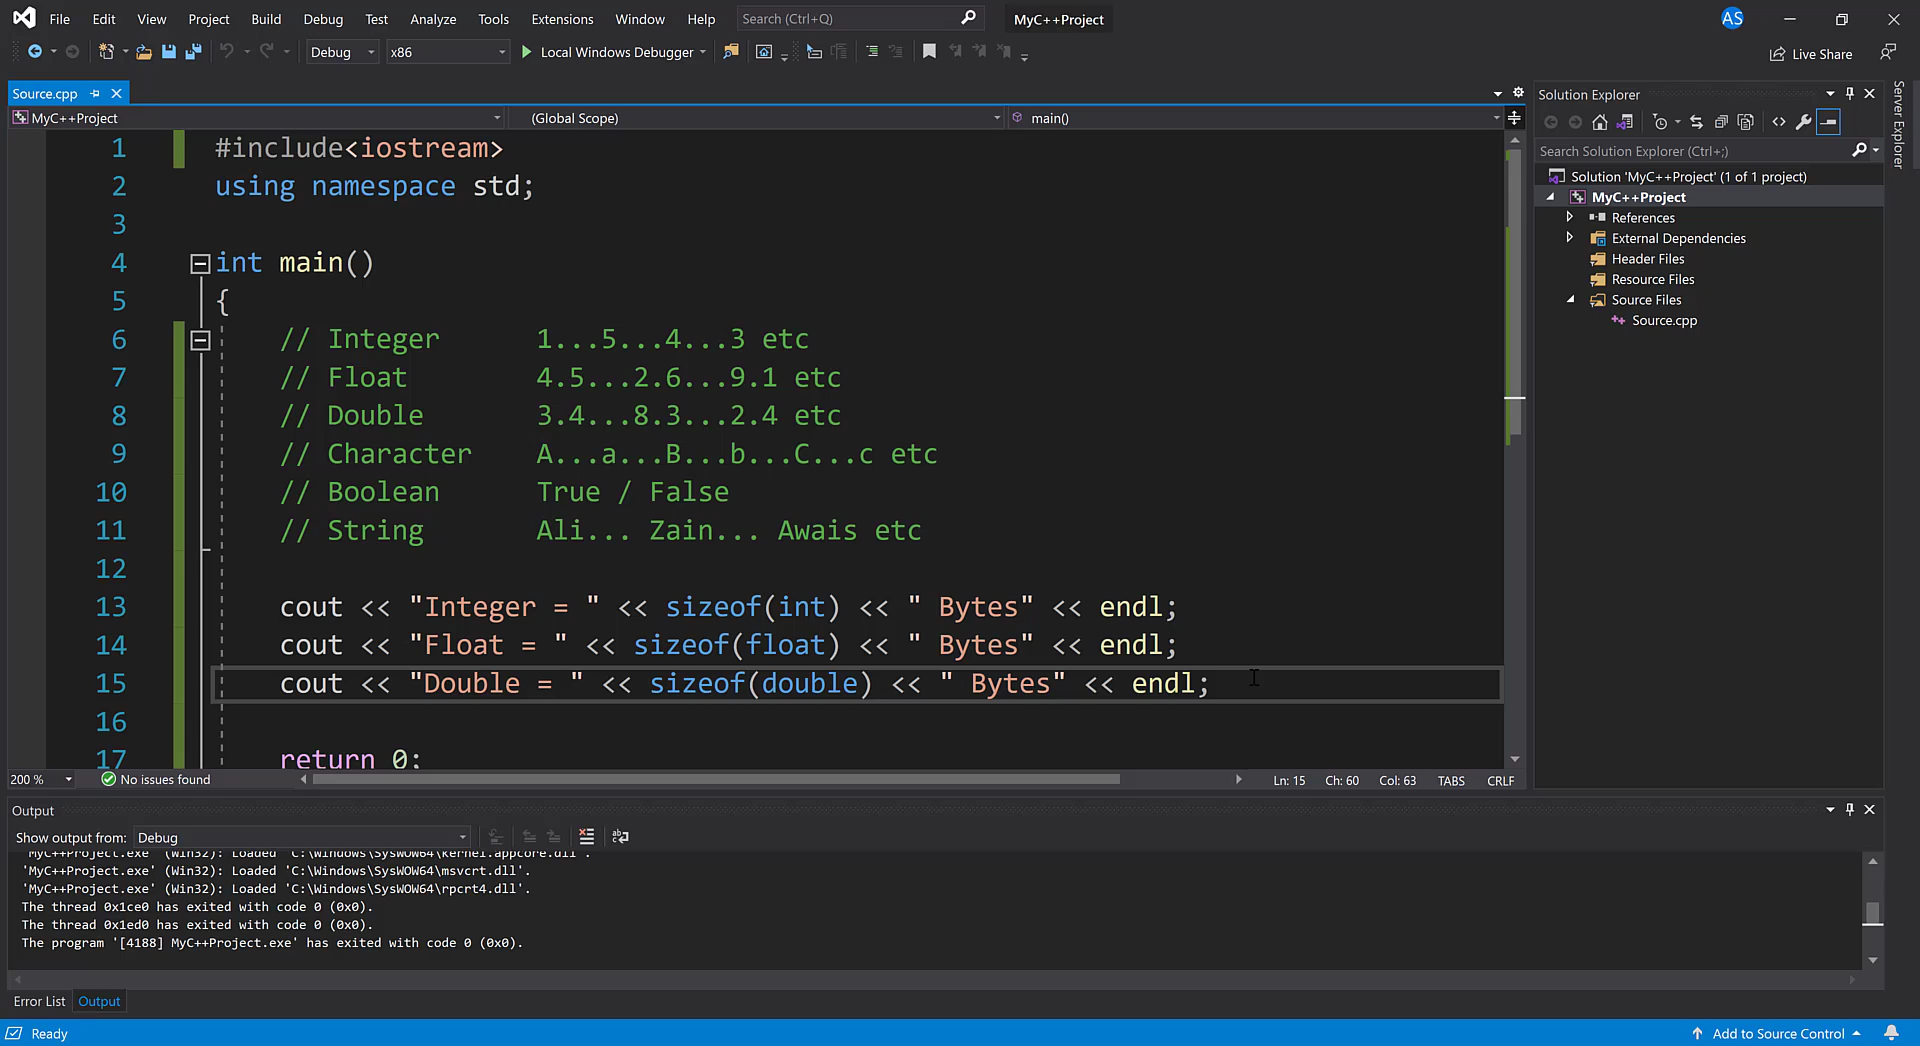 File Edit View Project Build Debug Test Analyze Tools Extensions Window Help Search (Ctrl+Q) MyC++Project AS
Debug x86 Local Windows Debugger Live Share
Source.cpp
MyC++Project (Global Scope) main()
1 #include<iostream>
2 using namespace std;
3
4 int main()
5 {
6 // Integer 1...5...4...3 etc
7 // Float 4.5...2.6...9.1 etc
8 // Double 3.4...8.3...2.4 etc
9 // Character A...a...B...b...C...c etc
10 // Boolean True / False
11 // String Ali... Zain... Awais etc
12
13 cout << "Integer = " << sizeof(int) << " Bytes" << endl;
14 cout << "Float = " << sizeof(float) << " Bytes" << endl;
15 cout << "Double = " << sizeof(double) << " Bytes" << endl;
16
17 return 0;
200 % No issues found Ln: 15 Ch: 60 Col: 63 TABS CRLF
Solution Explorer
Search Solution Explorer (Ctrl+;)
Solution 'MyC++Project' (1 of 1 project)
MyC++Project
References
External Dependencies
Header Files
Resource Files
Source Files
Source.cpp
Server Explorer
Output
Show output from: Debug
'MyC++Project.exe' (Win32): Loaded 'C:\Windows\SysWOW64\kernel.appcore.dll'.
'MyC++Project.exe' (Win32): Loaded 'C:\Windows\SysWOW64\msvcrt.dll'.
'MyC++Project.exe' (Win32): Loaded 'C:\Windows\SysWOW64\rpcrt4.dll'.
The thread 0x1ce0 has exited with code 0 (0x0).
The thread 0x1ed0 has exited with code 0 (0x0).
The program '[4188] MyC++Project.exe' has exited with code 0 (0x0).
Error List Output
Ready Add to Source Control